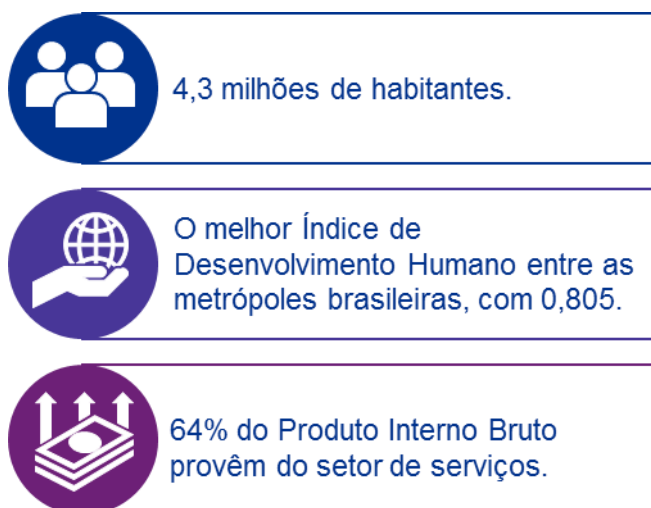 4,3 milhões de habitantes.
O melhor Índice de
Desenvolvimento Humano entre as
metrópoles brasileiras, com 0,805.
64% do Produto Interno Bruto
provêm do setor de serviços.